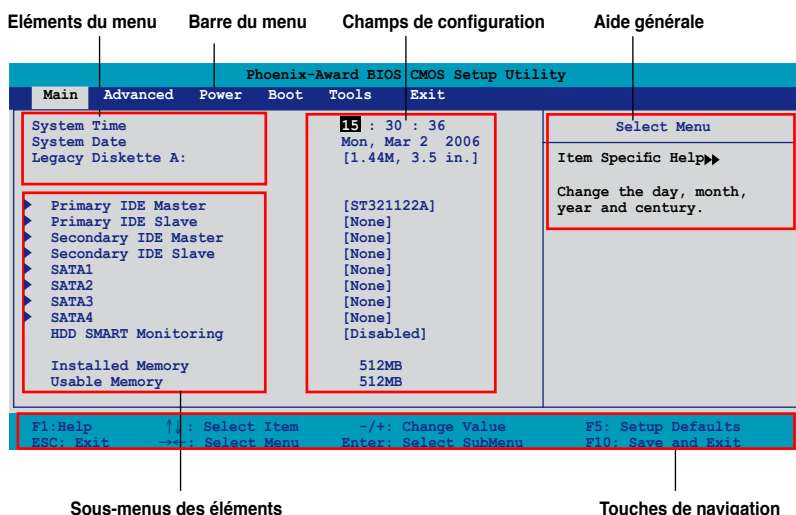 Eléments du menu Barre du menu Champs de configuration Aide générale
Phoenix-Award BIOS CMOS Setup Utility
Main Advanced Power Boot Tools Exit
System Time 15 : 30 : 36
System Date Mon, Mar 2 2006
Legacy Diskette A: [1.44M, 3.5 in.]
Primary IDE Master [ST321122A]
Primary IDE Slave [None]
Secondary IDE Master [None]
Secondary IDE Slave [None]
SATA1 [None]
SATA2 [None]
SATA3 [None]
SATA4 [None]
HDD SMART Monitoring [Disabled]
Installed Memory 512MB
Usable Memory 512MB
Select Menu
Item Specific Help
Change the day, month,
year and century.
F1:Help ↑↓: Select Item -/+: Change Value F5: Setup Defaults
ESC: Exit →←: Select Menu Enter: Select SubMenu F10: Save and Exit
Sous-menus des éléments Touches de navigation